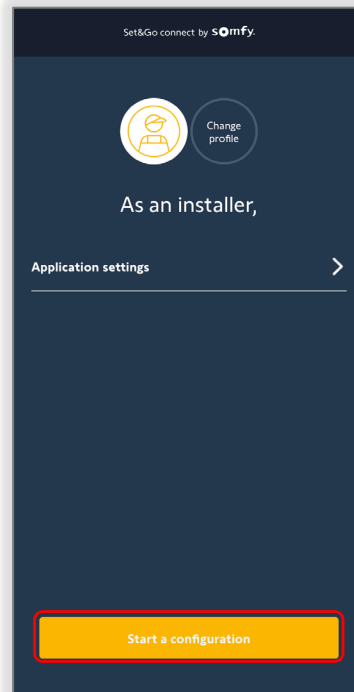 Set&Go connect by somfy.
Change
profile
As an installer,
Application settings
Start a configuration